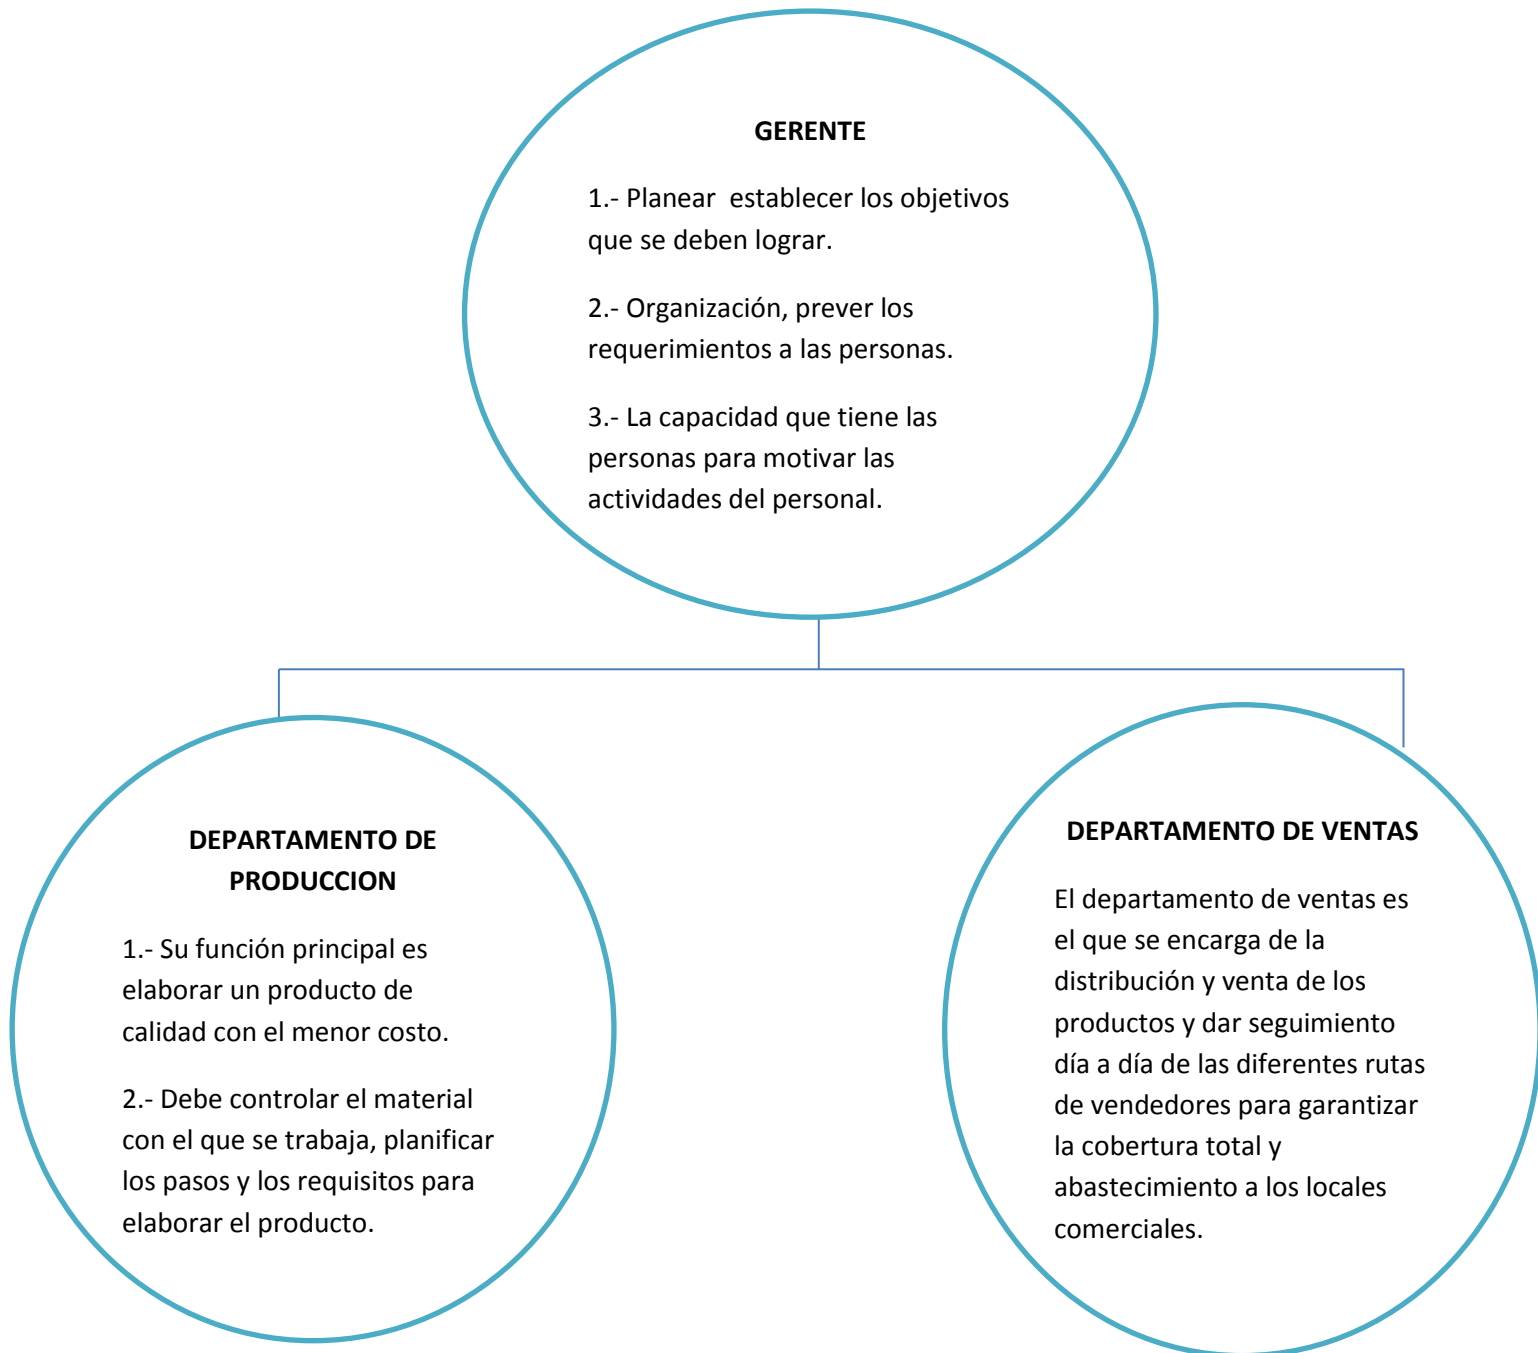 GERENTE
1.- Planear  establecer los objetivos
que se deben lograr.
2.- Organización, prever los
requerimientos a las personas.
3.- La capacidad que tiene las
personas para motivar las
actividades del personal.
DEPARTAMENTO DE
PRODUCCION
1.- Su función principal es
elaborar un producto de
calidad con el menor costo.
2.- Debe controlar el material
con el que se trabaja, planificar
los pasos y los requisitos para
elaborar el producto.
DEPARTAMENTO DE VENTAS
El departamento de ventas es
el que se encarga de la
distribución y venta de los
productos y dar seguimiento
día a día de las diferentes rutas
de vendedores para garantizar
la cobertura total y
abastecimiento a los locales
comerciales.